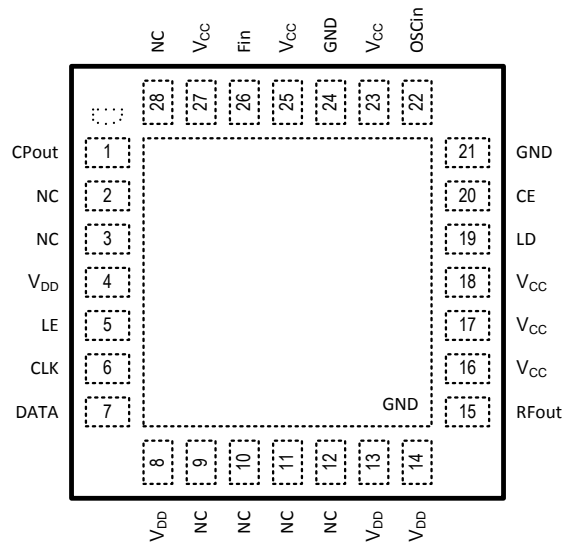 NC VCC Fin VCC GND VCC OSCin
28 27 26 25 24 23 22
CPout 1 21 GND
NC 2 20 CE
NC 3 19 LD
VDD 4 18 VCC
LE 5 17 VCC
CLK 6 16 VCC
DATA 7 GND 15 RFout
8 9 10 11 12 13 14
VDD NC NC NC NC VDD VDD